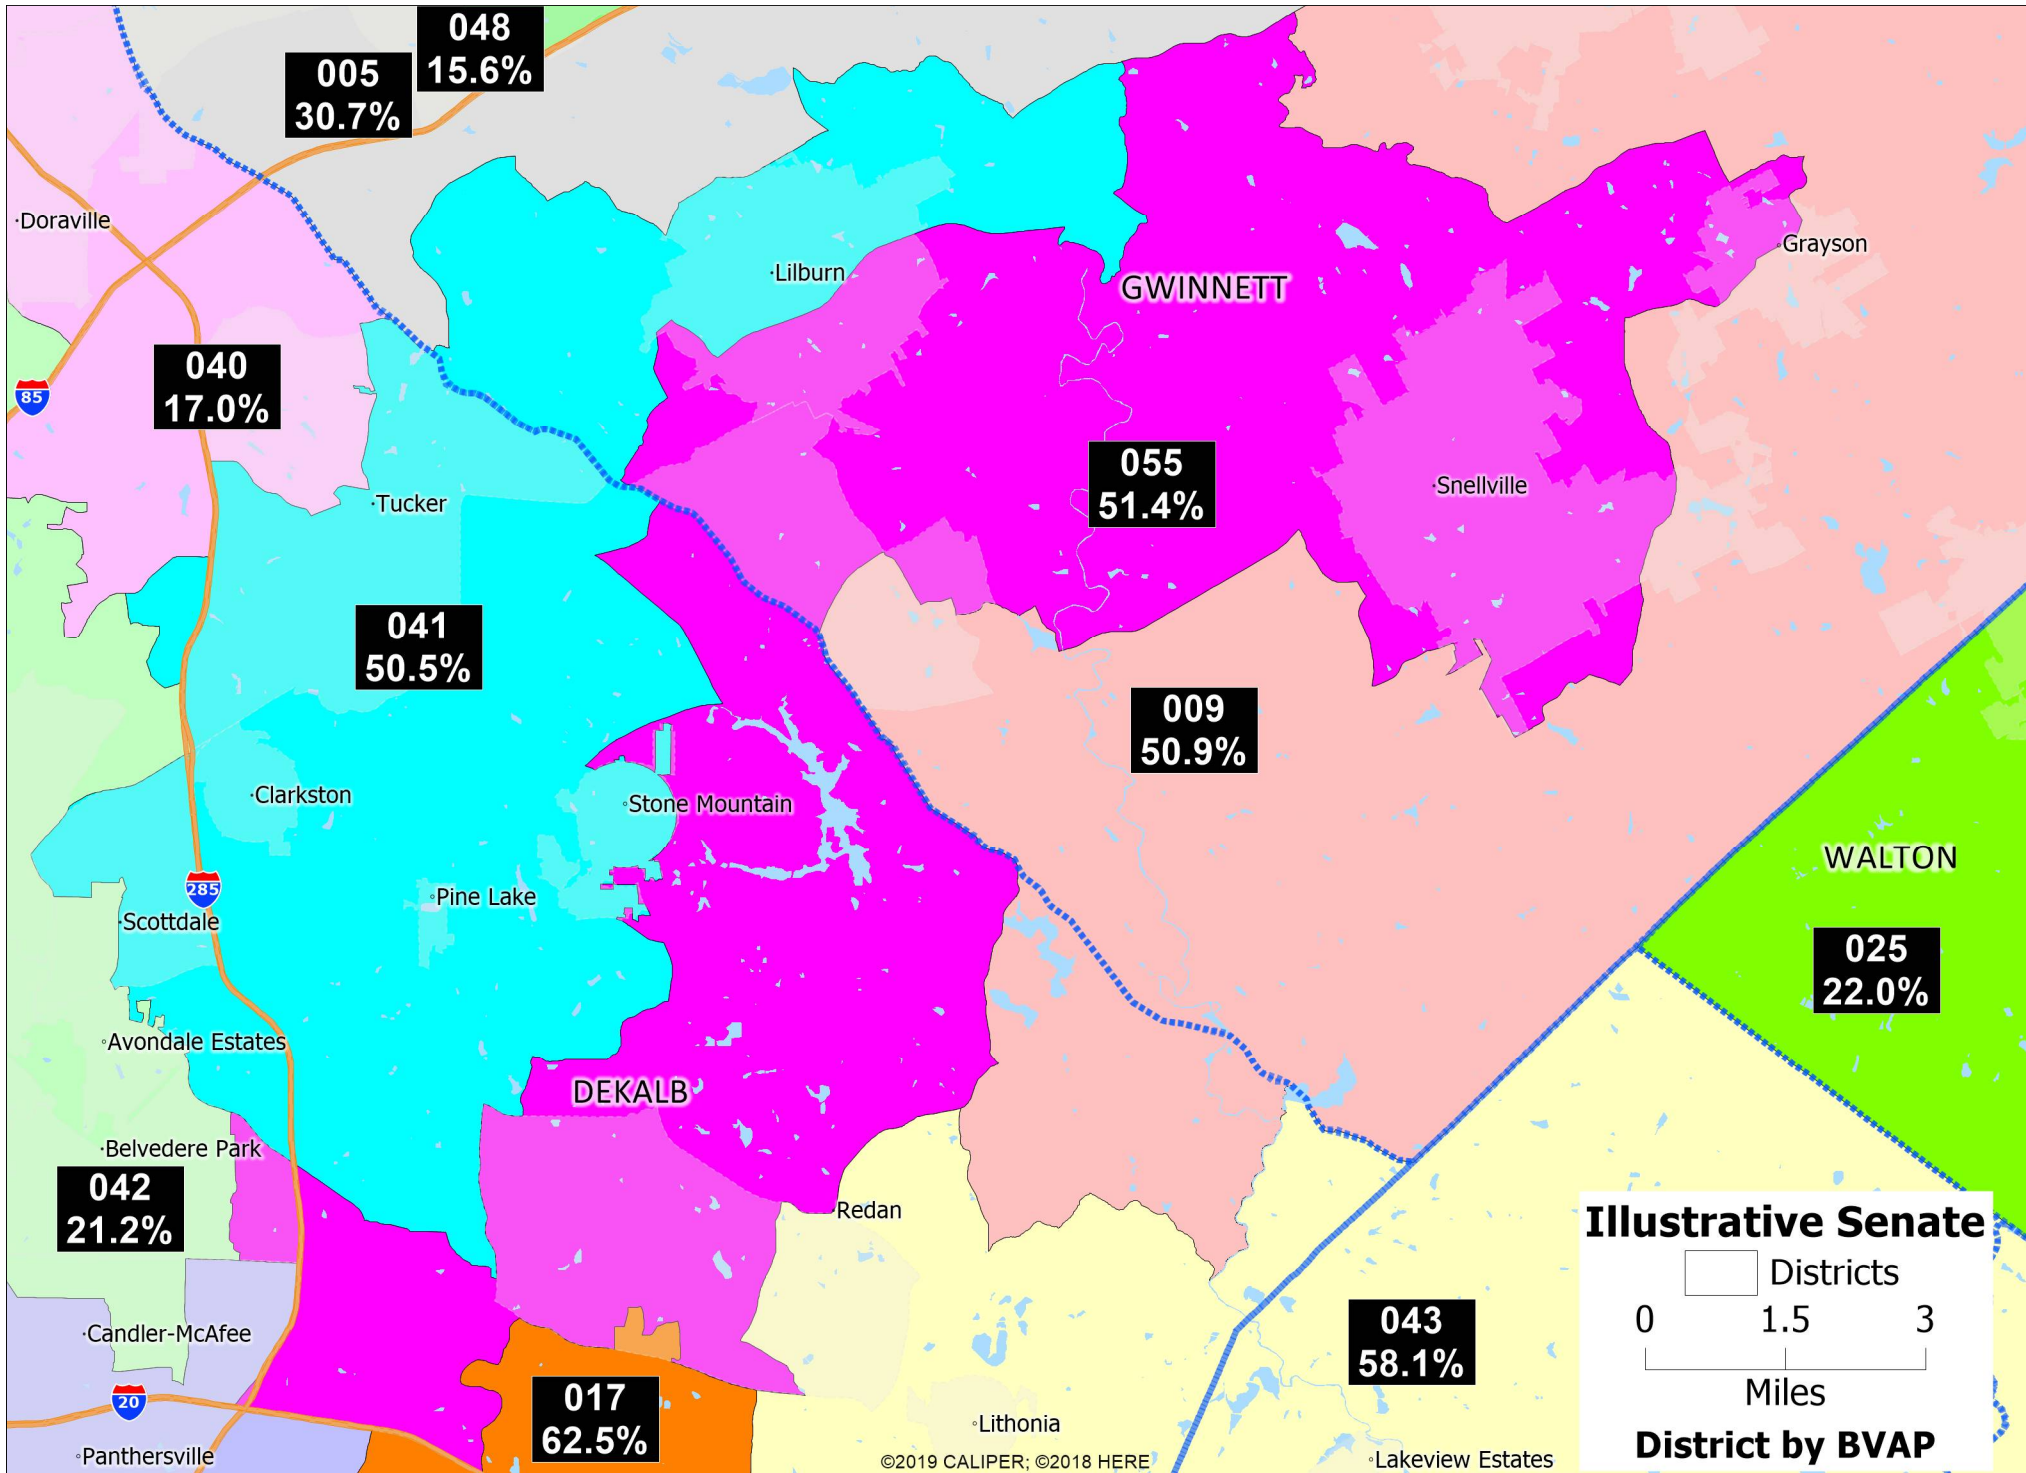 048
15.6%
005
30.7%
Doraville
Grayson
Lilburn
GWINNETT
040
17.0%
85
055
51.4%
Snellville
Tucker
041
50.5%
009
50.9%
Clarkston
Stone Mountain
WALTON
285
Pine Lake
Scottdale
025
22.0%
Avondale Estates
DEKALB
Belvedere Park
042
21.2%
Redan
Illustrative Senate
Districts
0 1.5 3
Miles
District by BVAP
Candler-McAfee
043
58.1%
20
017
62.5%
Lithonia
Panthersville
©2019 CALIPER; ©2018 HERE
Lakeview Estates